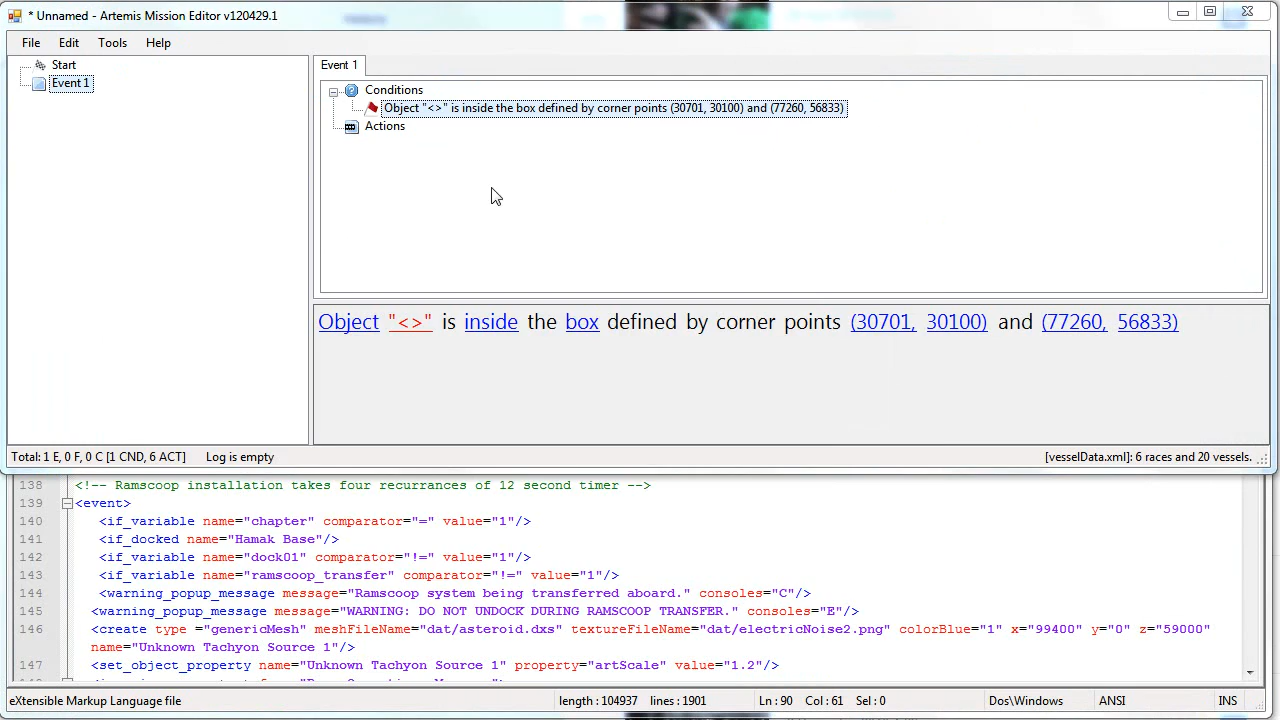 * Unnamed - Artemis Mission Editor v120429.1
File Edit Tools Help
Start
Event 1
Event 1
Conditions
Object "<>" is inside the box defined by corner points (30701, 30100) and (77260, 56833)
Actions
Object "<>" is inside the box defined by corner points (30701, 30100) and (77260, 56833)
Total: 1 E, 0 F, 0 C [1 CND, 6 ACT] Log is empty [vesselData.xml]: 6 races and 20 vessels.
138 <!-- Ramscoop installation takes four recurrances of 12 second timer -->
139 <event>
140 <if_variable name="chapter" comparator="=" value="1"/>
141 <if_docked name="Hamak Base"/>
142 <if_variable name="dock01" comparator="!=" value="1"/>
143 <if_variable name="ramscoop_transfer" comparator="!=" value="1"/>
144 <warning_popup_message message="Ramscoop system being transferred aboard." consoles="C"/>
145 <warning_popup_message message="WARNING: DO NOT UNDOCK DURING RAMSCOOP TRANSFER." consoles="E"/>
146 <create type ="genericMesh" meshFileName="dat/asteroid.dxs" textureFileName="dat/electricNoise2.png" colorBlue="1" x="99400" y="0" z="59000"
name="Unknown Tachyon Source 1"/>
147 <set_object_property name="Unknown Tachyon Source 1" property="artScale" value="1.2"/>
eXtensible Markup Language file length : 104937 lines : 1901 Ln : 90 Col : 61 Sel : 0 Dos\Windows ANSI INS